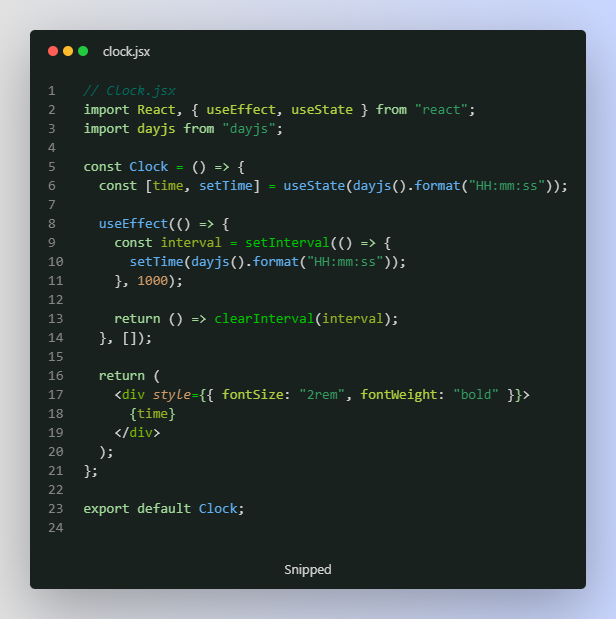 clock.jsx
1 // Clock.jsx
2 import React, { useEffect, useState } from "react";
3 import dayjs from "dayjs";
4
5 const Clock = () => {
6   const [time, setTime] = useState(dayjs().format("HH:mm:ss"));
7
8   useEffect(() => {
9     const interval = setInterval(() => {
10       setTime(dayjs().format("HH:mm:ss"));
11     }, 1000);
12
13     return () => clearInterval(interval);
14   }, []);
15
16   return (
17     <div style={{ fontSize: "2rem", fontWeight: "bold" }}>
18       {time}
19     </div>
20   );
21 };
22
23 export default Clock;
24
Snipped